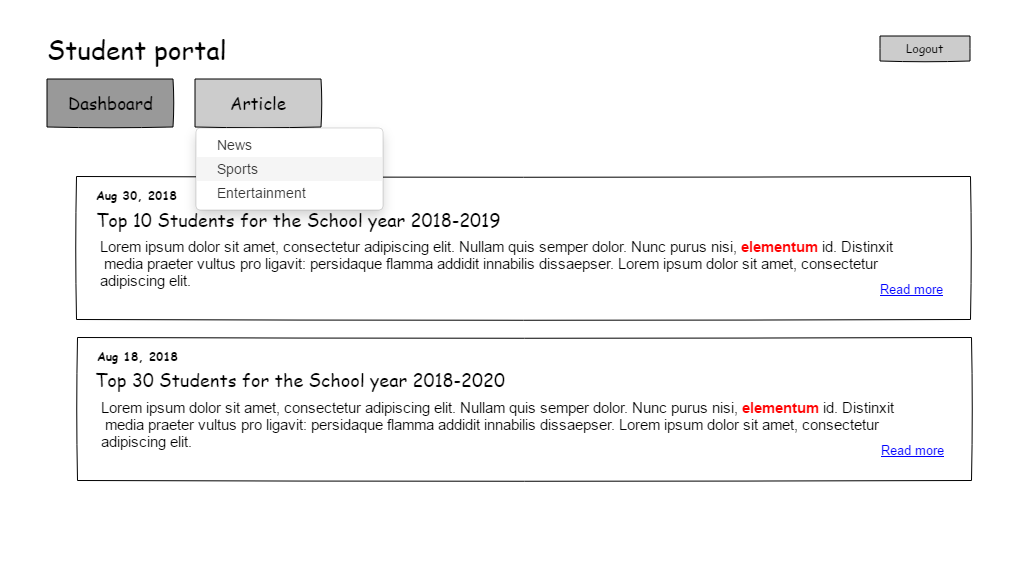 Student portal
Logout
Dashboard
Article
News
Sports
Entertainment
Aug 30, 2018
Top 10 Students for the School year 2018-2019
Lorem ipsum dolor sit amet, consectetur adipiscing elit. Nullam quis semper dolor. Nunc purus nisi, elementum id. Distinxit
media praeter vultus pro ligavit: persidaque flamma addidit innabilis dissaepser. Lorem ipsum dolor sit amet, consectetur
adipiscing elit.
Read more
Aug 18, 2018
Top 30 Students for the School year 2018-2020
Lorem ipsum dolor sit amet, consectetur adipiscing elit. Nullam quis semper dolor. Nunc purus nisi, elementum id. Distinxit
media praeter vultus pro ligavit: persidaque flamma addidit innabilis dissaepser. Lorem ipsum dolor sit amet, consectetur
adipiscing elit.
Read more